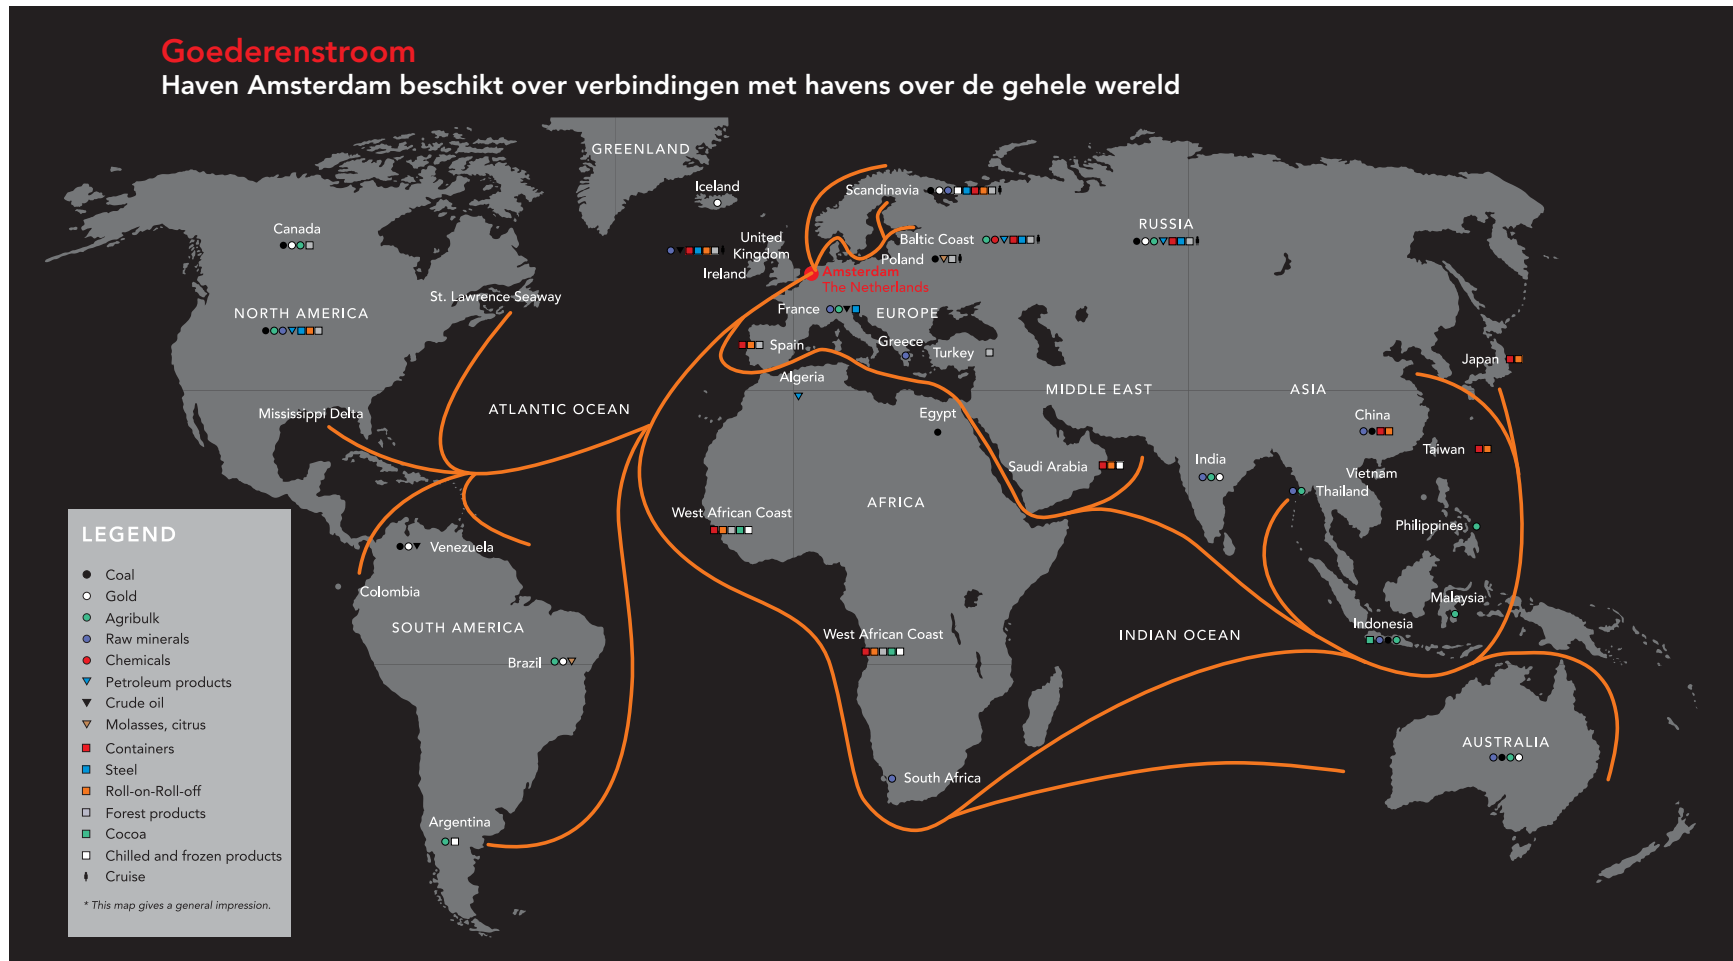 Goederenstroom
Haven Amsterdam beschikt over verbindingen met havens over de gehele wereld
GREENLAND
Iceland
Scandinavia
Canada
RUSSIA
United
Kingdom
Baltic Coast
Poland
Ireland
Amsterdam
The Netherlands
St. Lawrence Seaway
NORTH AMERICA
France
EUROPE
Spain
Greece
Turkey
Japan
Algeria
MIDDLE EAST
ASIA
ATLANTIC OCEAN
Mississippi Delta
Egypt
China
Taiwan
Saudi Arabia
India
Vietnam
Thailand
AFRICA
West African Coast
Philippines
Venezuela
Colombia
Malaysia
SOUTH AMERICA
Indonesia
West African Coast
INDIAN OCEAN
Brazil
AUSTRALIA
South Africa
Argentina
LEGEND
Coal
Gold
Agribulk
Raw minerals
Chemicals
Petroleum products
Crude oil
Molasses, citrus
Containers
Steel
Roll-on-Roll-off
Forest products
Cocoa
Chilled and frozen products
Cruise
* This map gives a general impression.